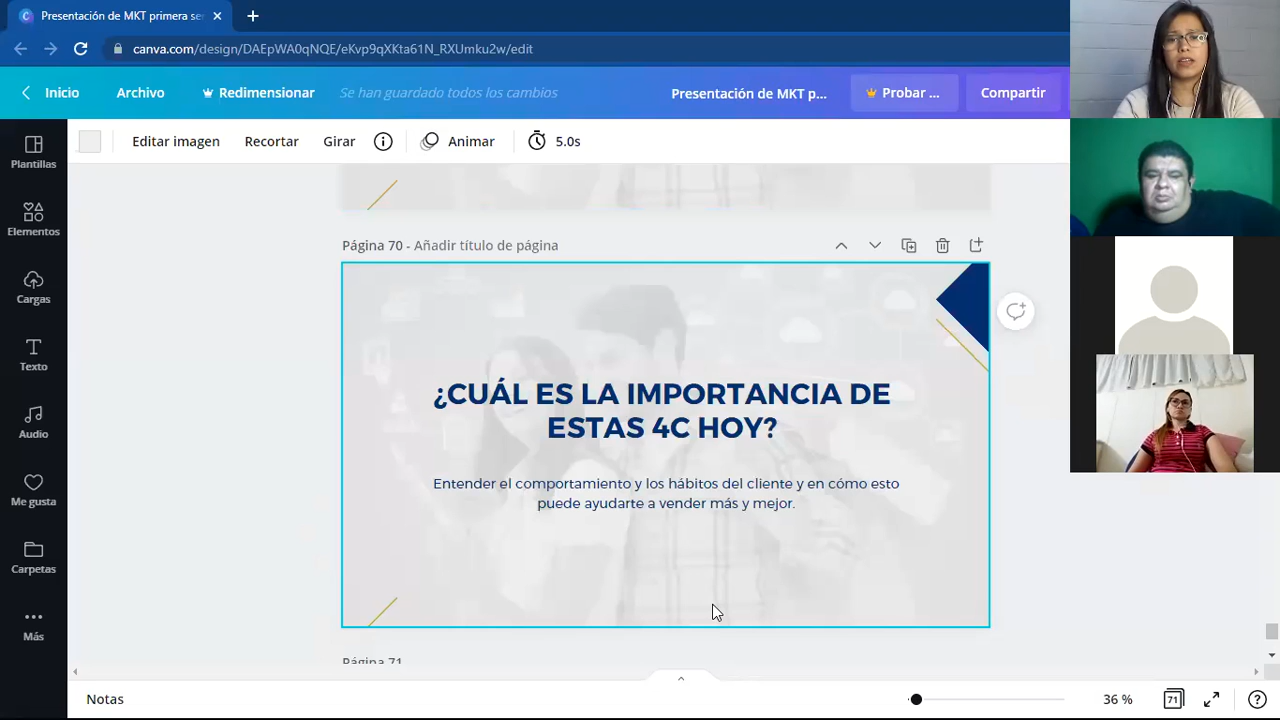 Presentación de MKT primera se
canva.com/design/DAEpWA0qNQE/eKvp9qXKta61N_RXUmku2w/edit
Inicio
Archivo
Redimensionar
Se han guardado todos los cambios
Presentación de MKT p...
Probar ...
Compartir
Plantillas
Elementos
Cargas
Texto
Audio
Me gusta
Carpetas
Más
Editar imagen
Recortar
Girar
Animar
5.0s
Página 70 - Añadir título de página
¿CUÁL ES LA IMPORTANCIA DE
ESTAS 4C HOY?
Entender el comportamiento y los hábitos del cliente y en cómo esto
puede ayudarte a vender más y mejor.
Página 71
Notas
36 %
71